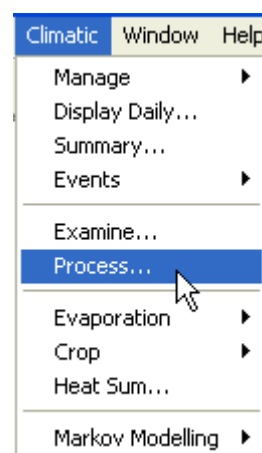 Climatic Window Help
Manage
Display Daily...
Summary...
Events
Examine...
Process...
Evaporation
Crop
Heat Sum...
Markov Modelling